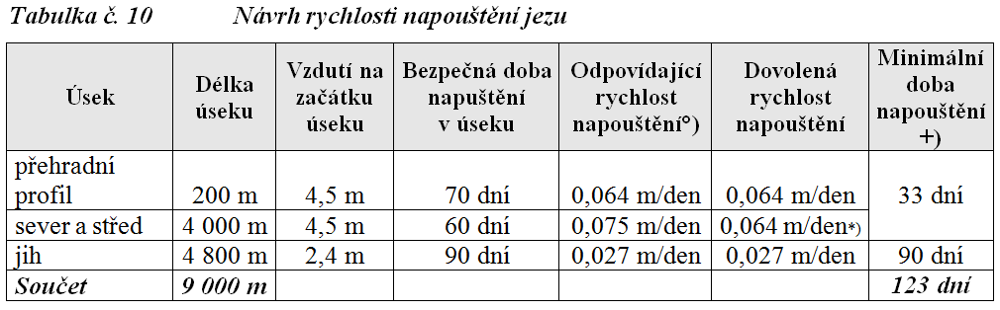 Tabulka č. 10 Návrh rychlosti napouštění jezu
Úsek Délka úseku Vzdutí na začátku úseku Bezpečná doba napuštění v úseku Odpovídající rychlost napouštění°) Dovolená rychlost napouštění Minimální doba napouštění +)
přehradní profil 200 m 4,5 m 70 dní 0,064 m/den 0,064 m/den 33 dní
sever a střed 4 000 m 4,5 m 60 dní 0,075 m/den 0,064 m/den*)
jih 4 800 m 2,4 m 90 dní 0,027 m/den 0,027 m/den 90 dní
Součet 9 000 m 123 dní